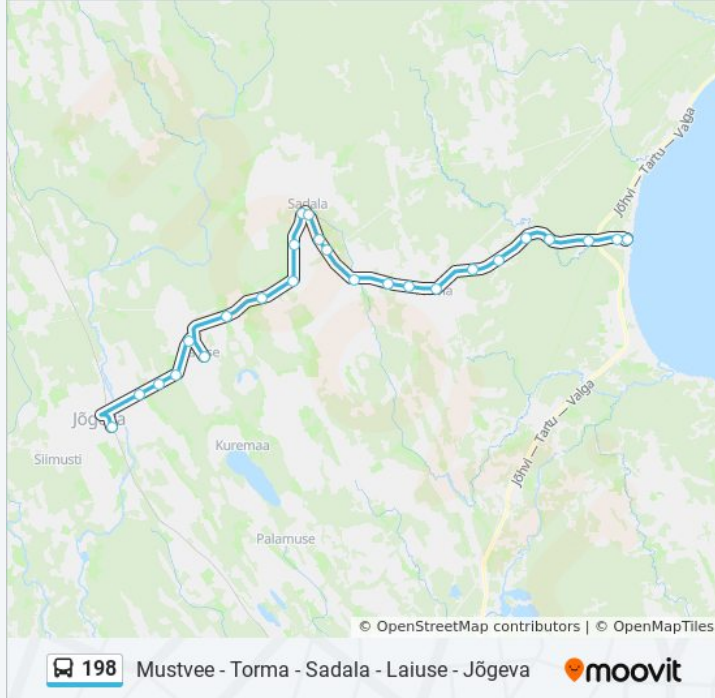 Jõhvi — Tartu — Valga
Sadala
Jõgeva
Siimusti
Kuremaa
Jõhvi — Tartu — Valga
Palamuse
© OpenStreetMap contributors | © OpenMapTiles
198 Mustvee - Torma - Sadala - Laiuse - Jõgeva
moovit